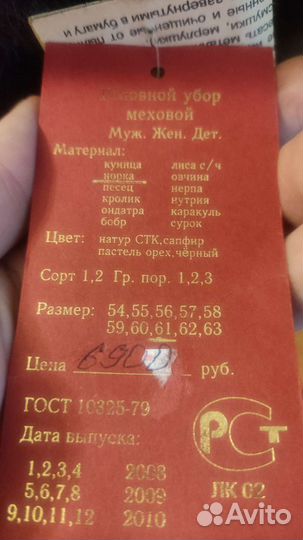 Головной убор
меховой
Муж. Жен. Дет.
Материал:
куница лиса с/ч
норка овчина
песец нерпа
кролик нутрия
ондатра каракуль
бобр сурок
Цвет: натур СТК,сапфир
пастель орех,чёрный
Сорт 1,2 Гр. пор. 1,2,3
Размер: 54,55,56,57,58
59,60,61,62,63
Цена 6900 руб.
ГОСТ 10325-79
РСТ
Дата выпуска:
1,2,3,4 2008
5,6,7,8 2009
ЛК 02
9,10,11,12 2010
Avito